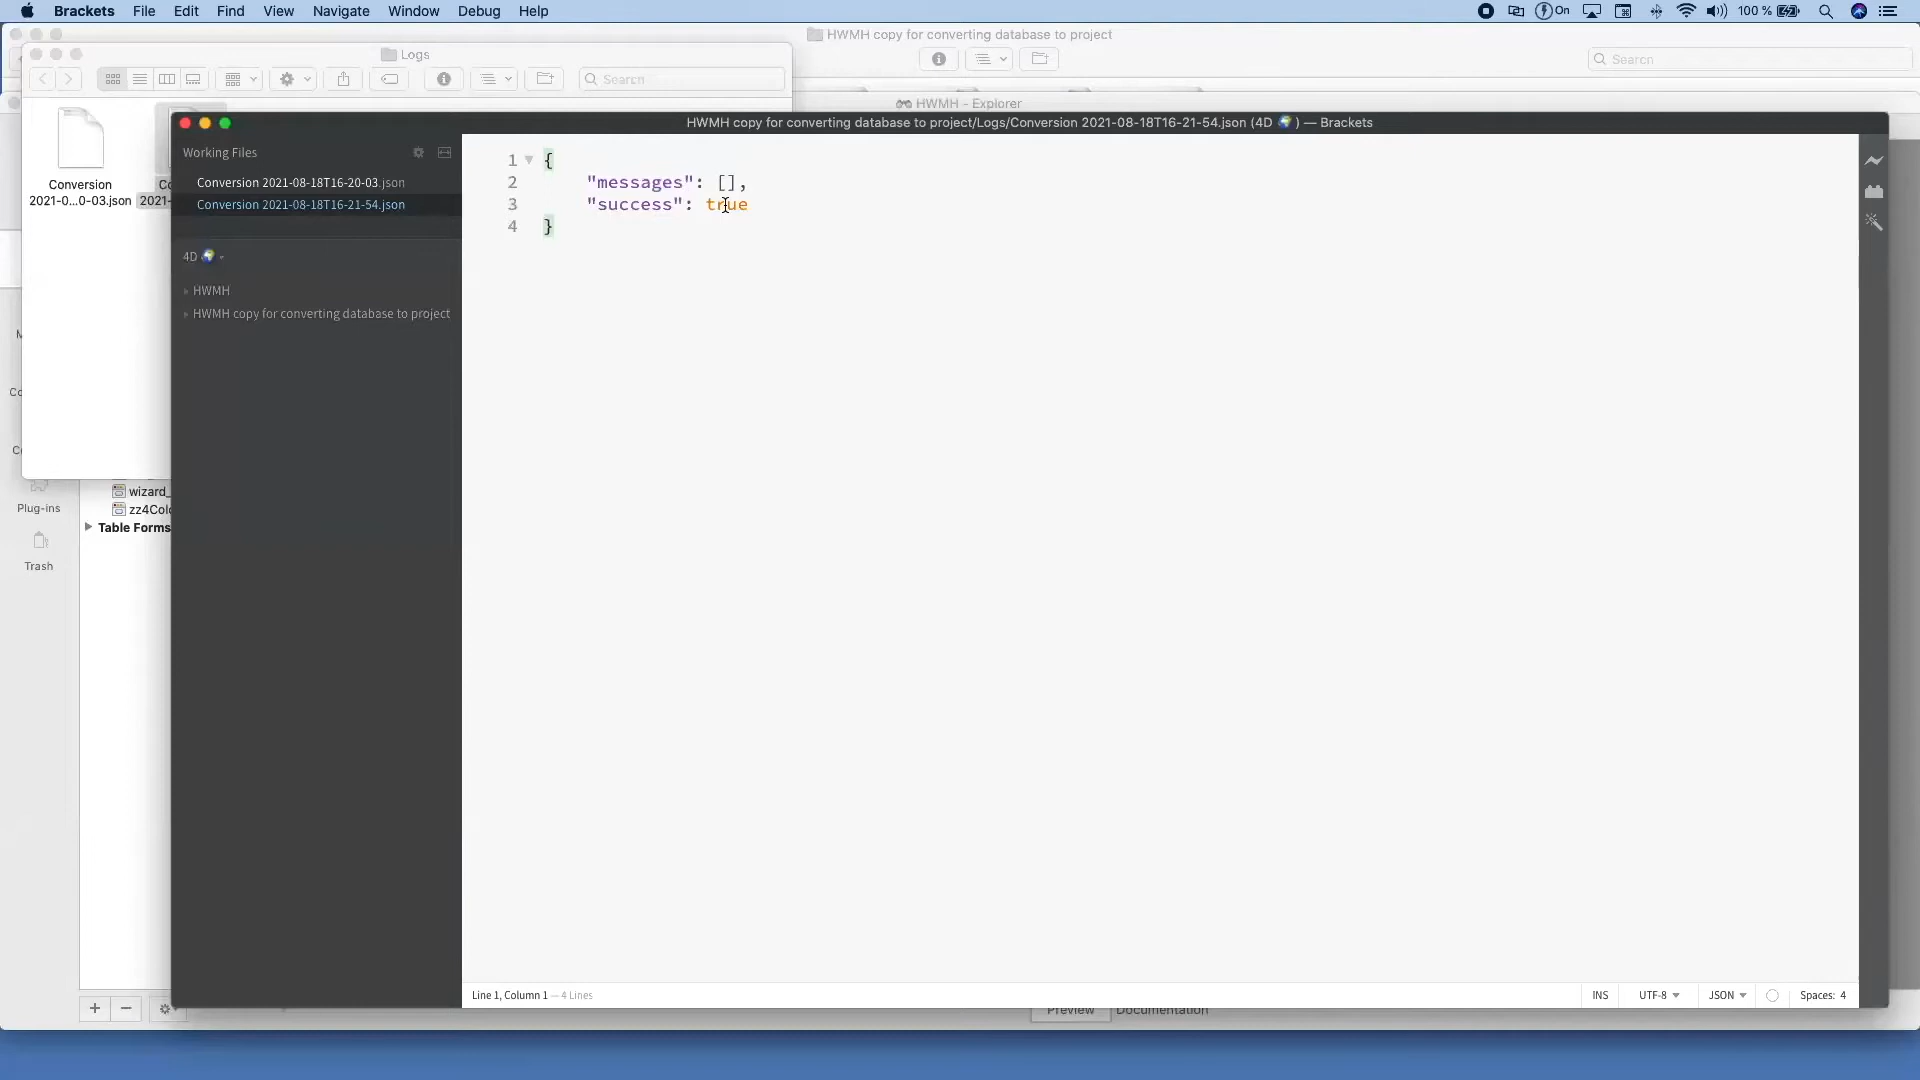 Brackets File Edit Find View Navigate Window Debug Help On 100 %
HWMH copy for converting database to project
Search
Logs
Search
HWMH - Explorer
Conversion
2021-0...0-03.json
HWMH copy for converting database to project/Logs/Conversion 2021-08-18T16-21-54.json (4D 🌍 ) — Brackets
Working Files
Conversion 2021-08-18T16-20-03.json
Conversion 2021-08-18T16-21-54.json
4D
HWMH
HWMH copy for converting database to project
1 {
2 "messages": [],
3 "success": true
4 }
wizard_
Plug-ins
Table Forms
Trash
Line 1, Column 1 — 4 Lines
INS UTF-8 JSON Spaces: 4
Preview Documentation